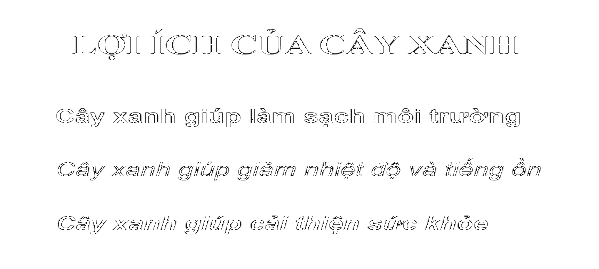 LỢI ÍCH CỦA CÂY XANH
Cây xanh giúp làm sạch môi trường
Cây xanh giúp giảm nhiệt độ và tiếng ồn
Cây xanh giúp cải thiện sức khỏe